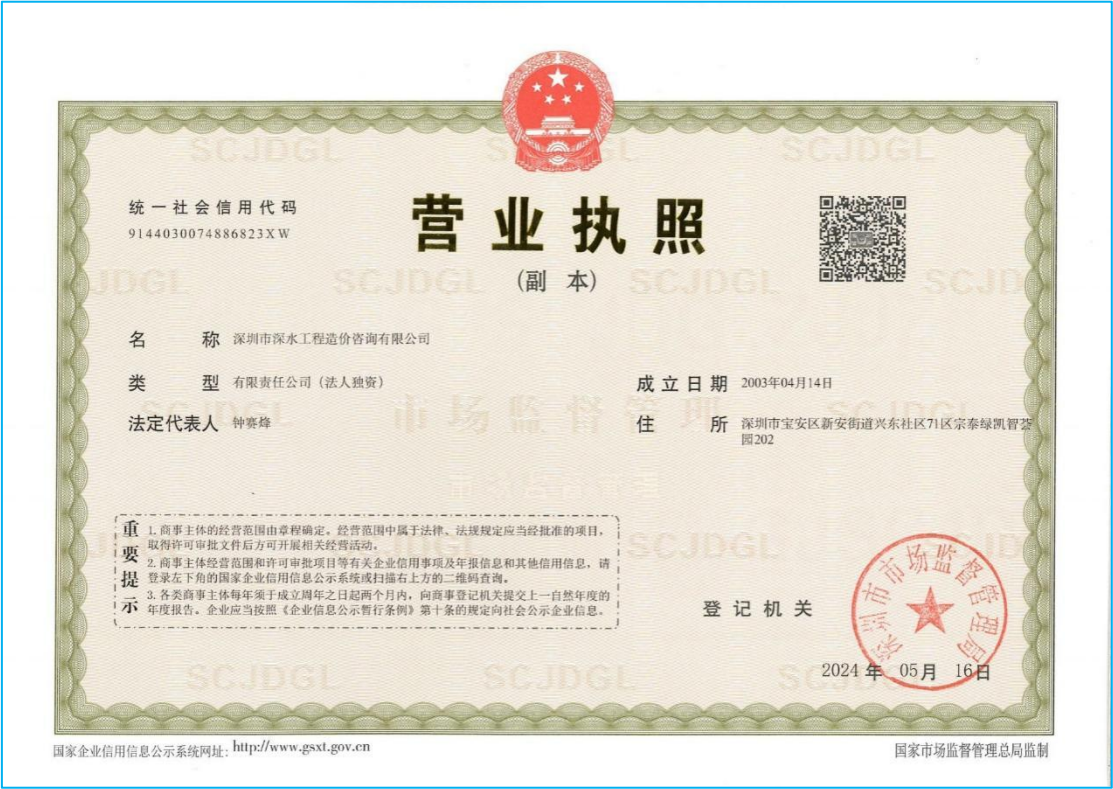 统一社会信用代码
9144030074886823XW
营业执照
(副 本)
名 称 深圳市深水工程造价咨询有限公司
类 型 有限责任公司(法人独资)
法定代表人 钟赛烽
成立日期 2003年04月14日
住 所 深圳市宝安区新安街道兴东社区71区宗泰绿凯智荟
园202
重要提示
1. 商事主体的经营范围由章程确定。经营范围中属于法律、法规规定应当经批准的项目,
取得许可审批文件后方可开展相关经营活动。
2. 商事主体经营范围和许可审批项目等有关企业信用事项及年报信息和其他信用信息,请
登录左下角的国家企业信用信息公示系统或扫描右上方的二维码查询。
3. 各类商事主体每年须于成立周年之日起两个月内,向商事登记机关提交上一自然年度的
年度报告。企业应当按照《企业信息公示暂行条例》第十条的规定向社会公示企业信息。
登记机关
深圳市市场监督管理局
2024 年 05月 16日
国家企业信用信息公示系统网址: http://www.gsxt.gov.cn
国家市场监督管理总局监制
SCJDGL
市场监督管理